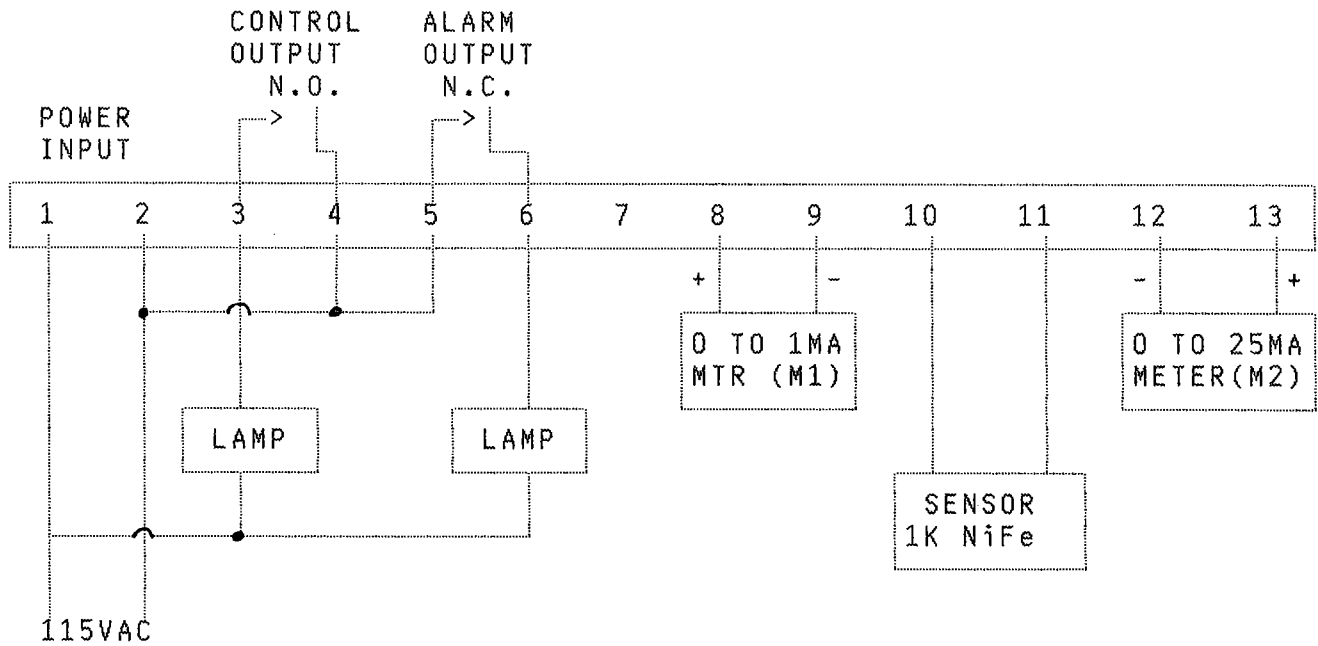 CONTROL
OUTPUT
N.O.
ALARM
OUTPUT
N.C.
POWER
INPUT
1 2 3 4 5 6 7 8 9 10 11 12 13
+ -
- +
0 TO 1MA
MTR (M1)
0 TO 25MA
METER(M2)
LAMP
LAMP
SENSOR
1K NiFe
115VAC